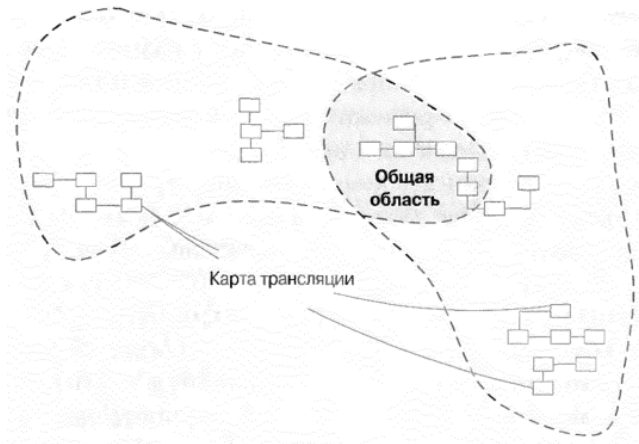 Общая
область
Карта трансляции